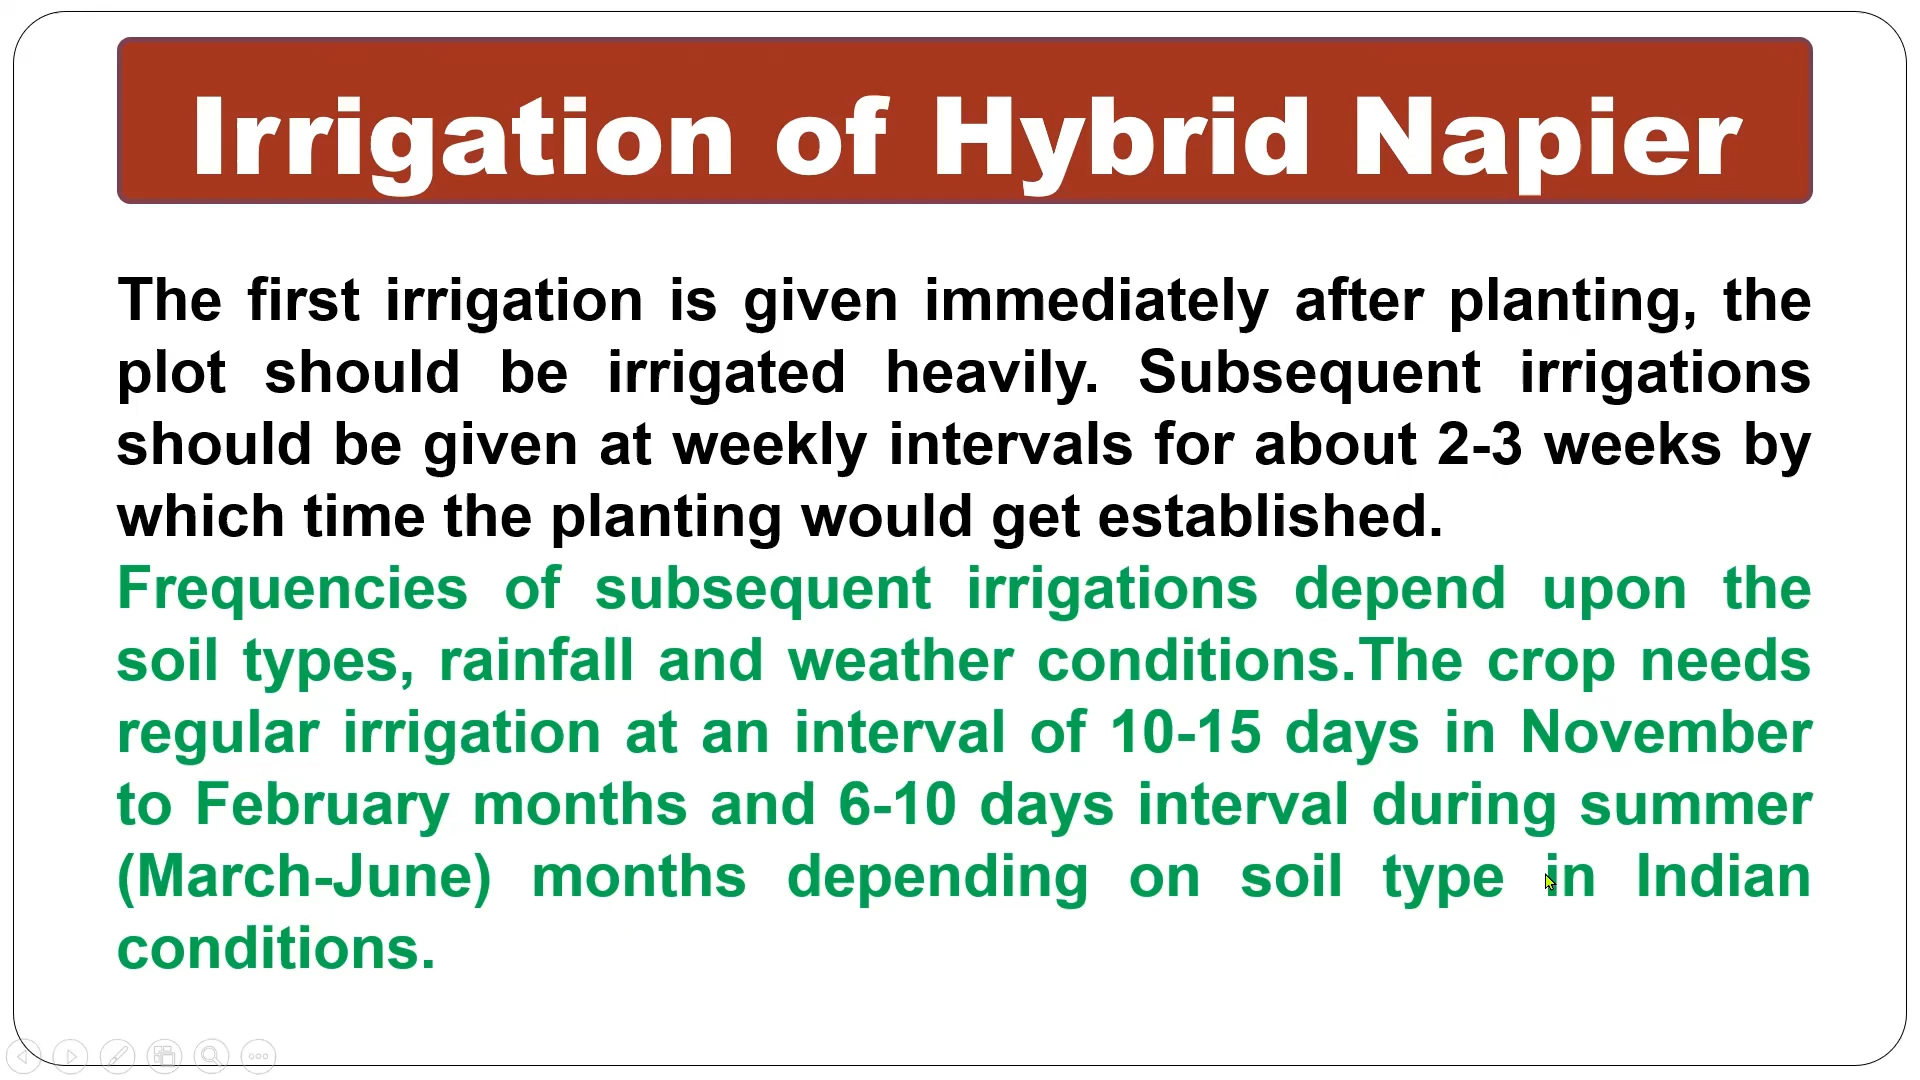 Irrigation of Hybrid Napier
The first irrigation is given immediately after planting, the
plot should be irrigated heavily. Subsequent irrigations
should be given at weekly intervals for about 2-3 weeks by
which time the planting would get established.
Frequencies of subsequent irrigations depend upon the
soil types, rainfall and weather conditions.The crop needs
regular irrigation at an interval of 10-15 days in November
to February months and 6-10 days interval during summer
(March-June) months depending on soil type in Indian
conditions.